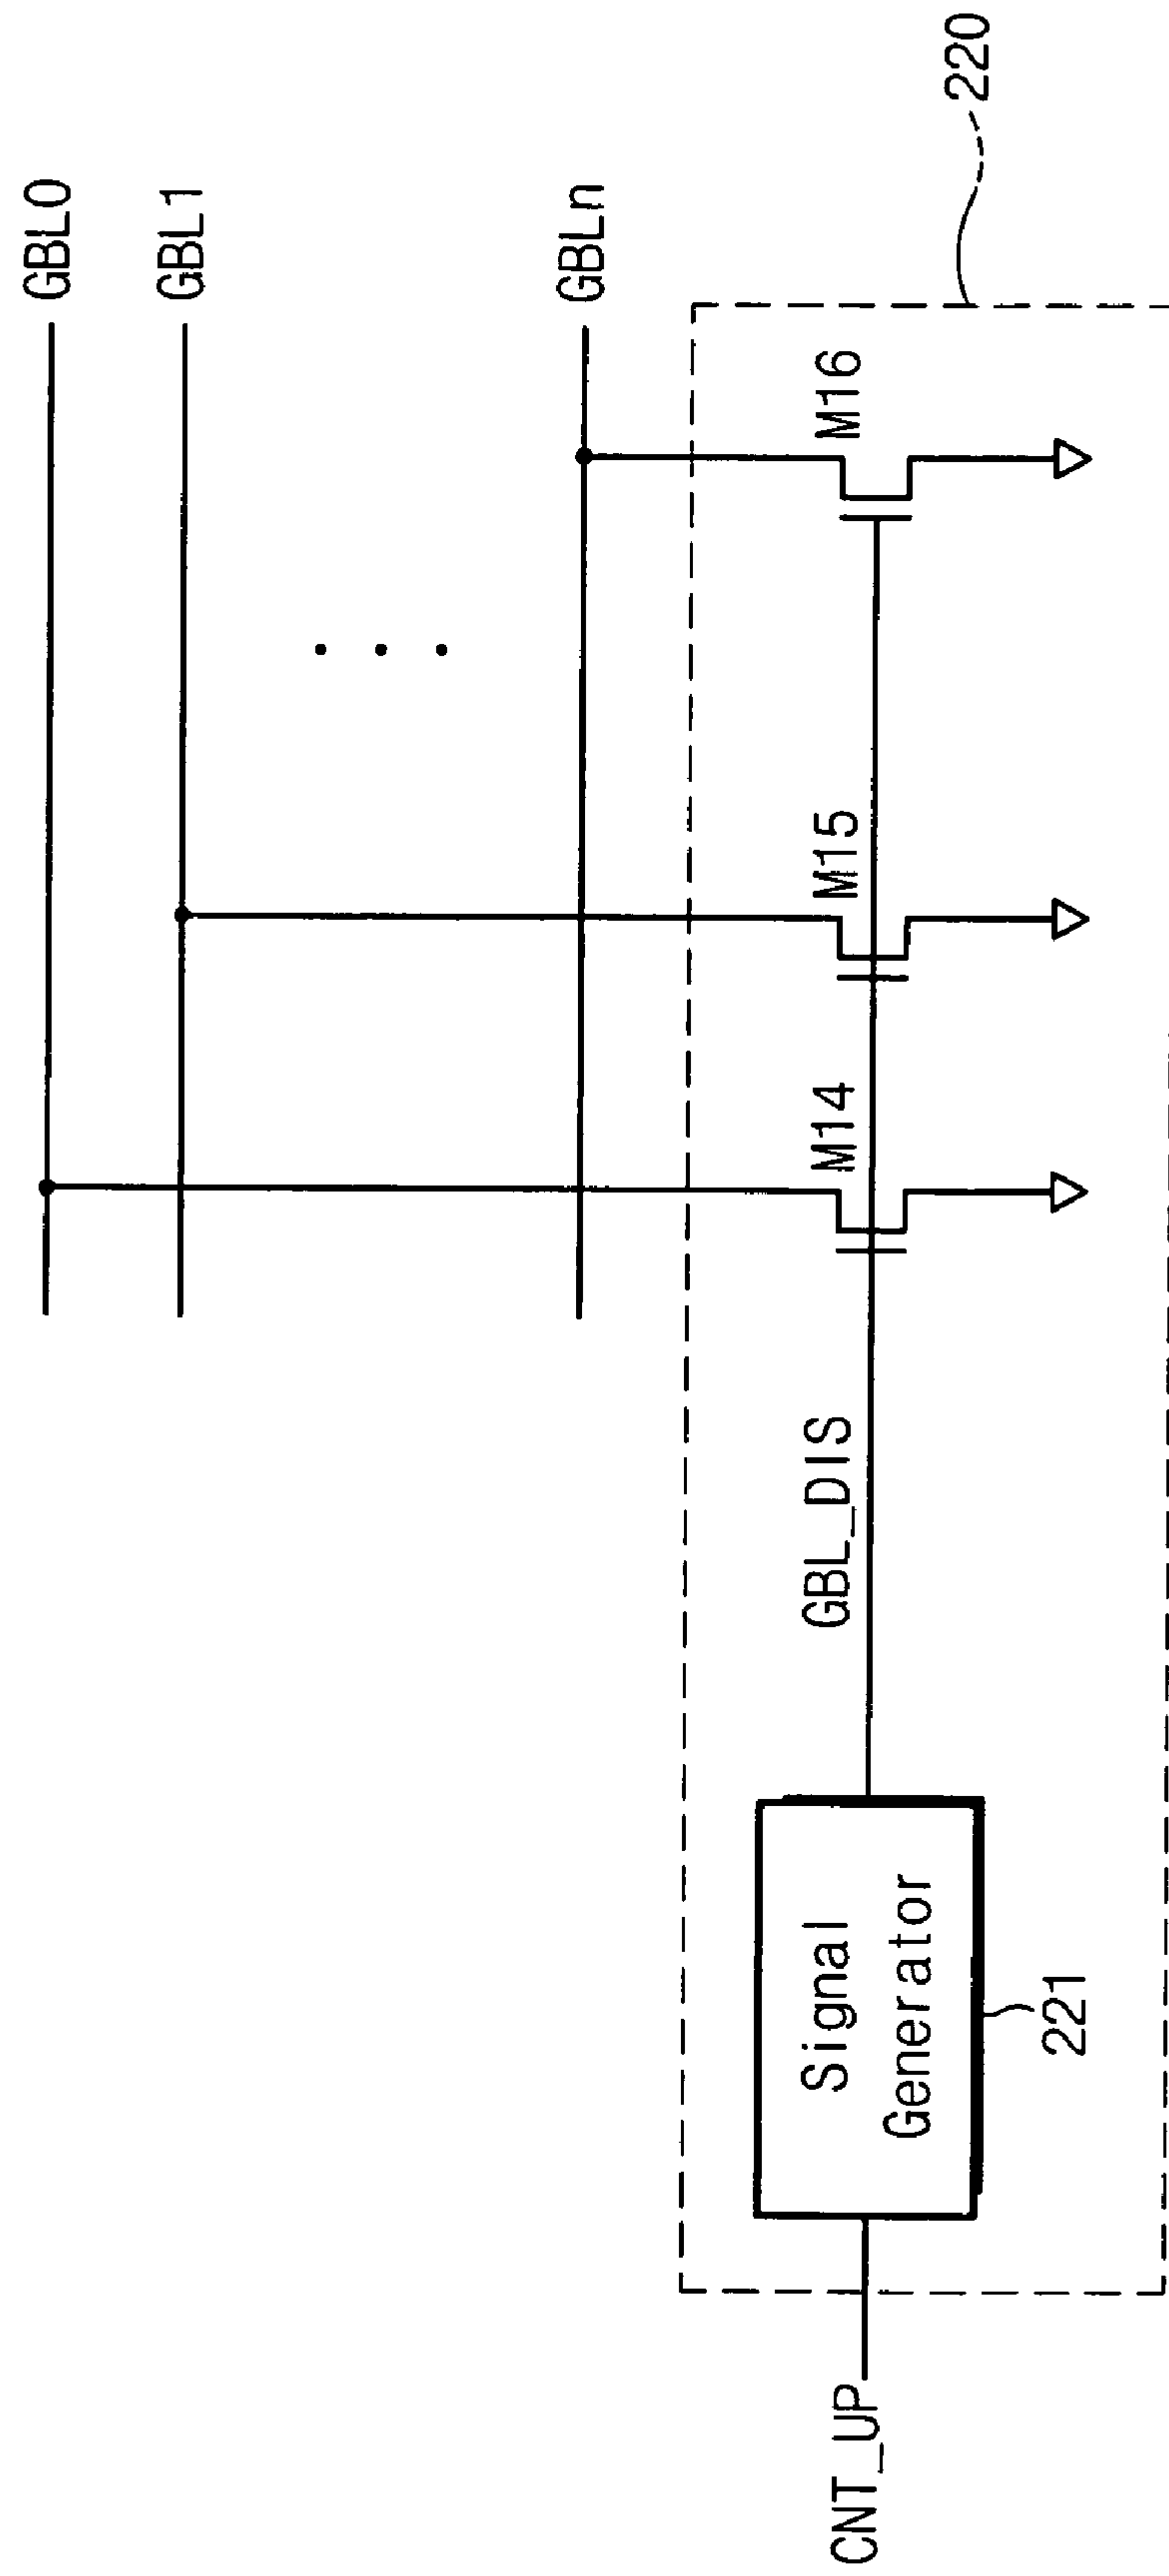 GBL0
GBL1
GBLn
220
M14
M15
M16
GBL_DIS
CNT_UP
Signal
Generator
221